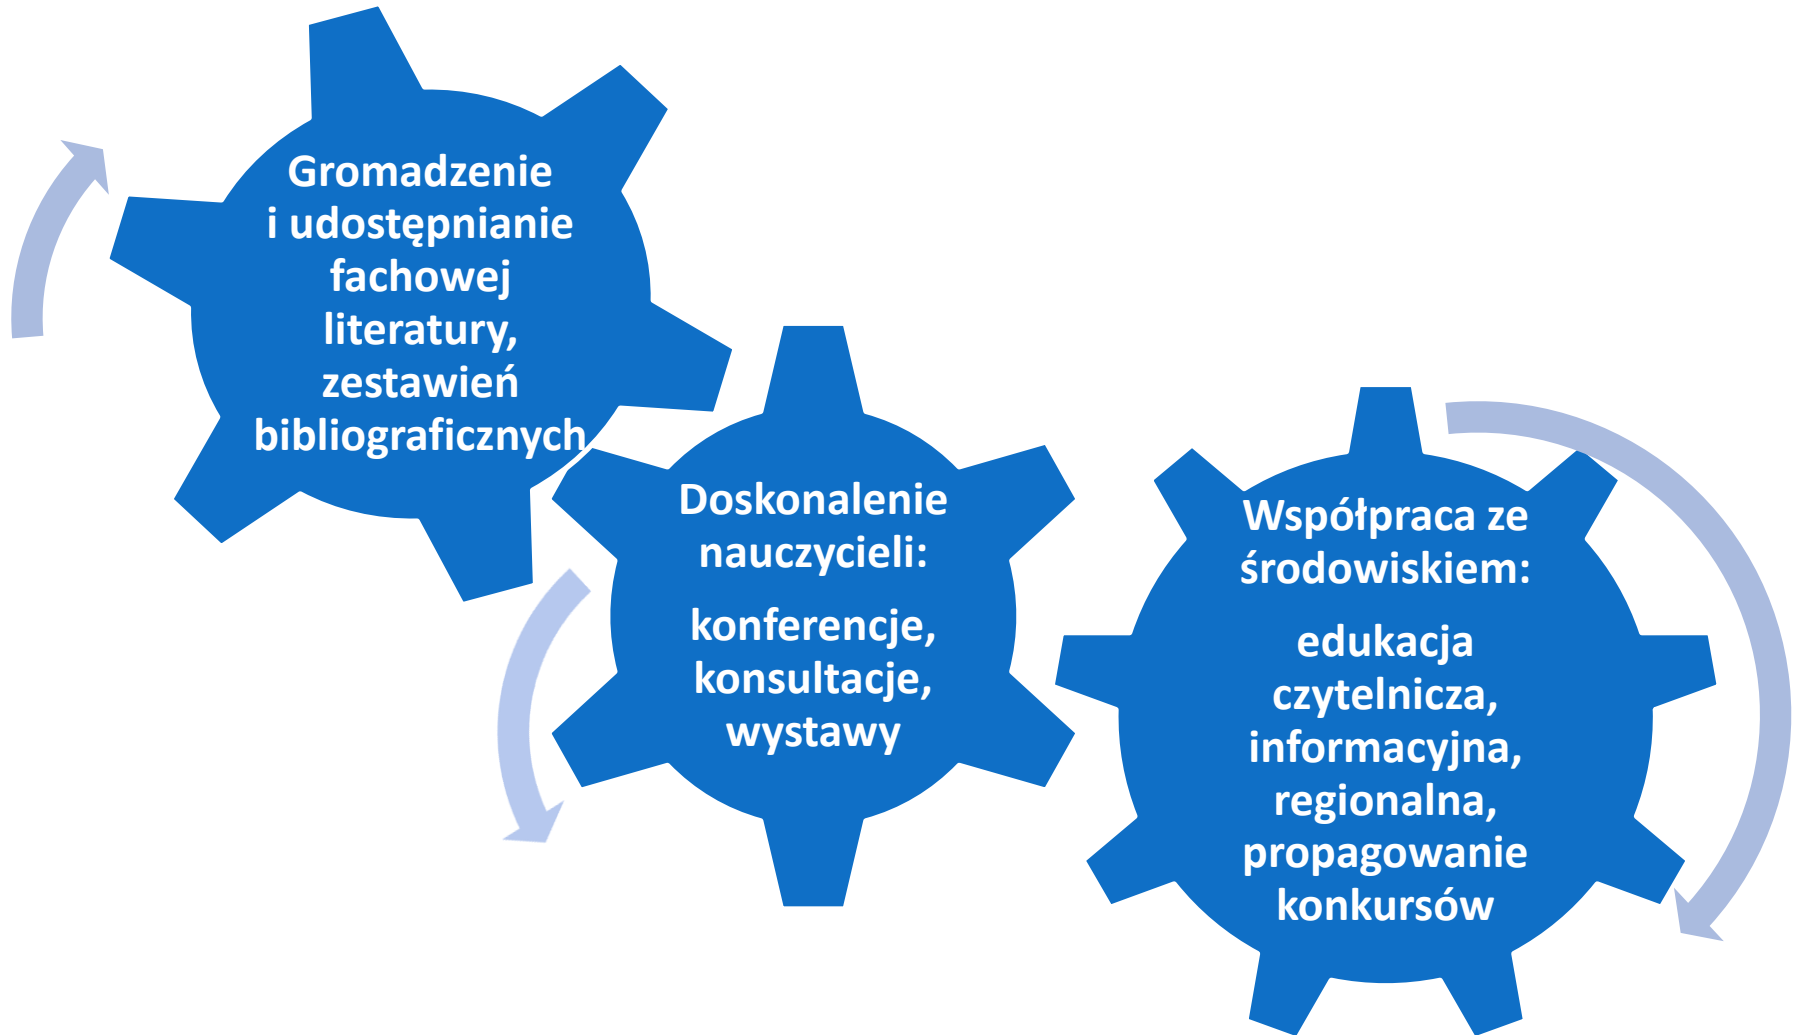 Gromadzenie
i udostępnianie
fachowej
literatury,
zestawień
bibliograficznych
Doskonalenie
nauczycieli:
konferencje,
konsultacje,
wystawy
Współpraca ze
środowiskiem:
edukacja
czytelnicza,
informacyjna,
regionalna,
propagowanie
konkursów